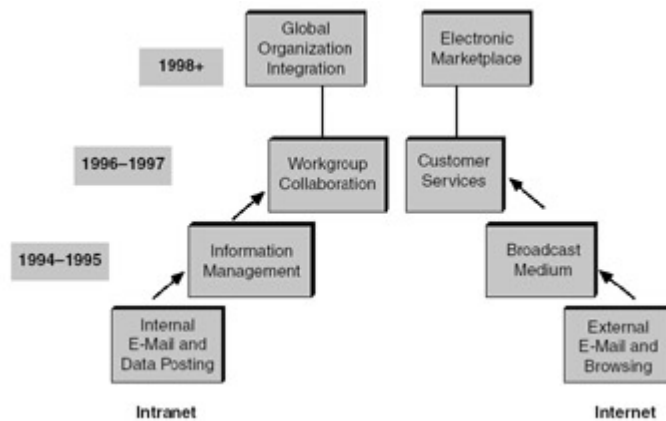 1998+
Global
Organization
Integration
Electronic
Marketplace
1996–1997
Workgroup
Collaboration
Customer
Services
1994–1995
Information
Management
Broadcast
Medium
Internal
E-Mail and
Data Posting
External
E-Mail and
Browsing
Intranet
Internet